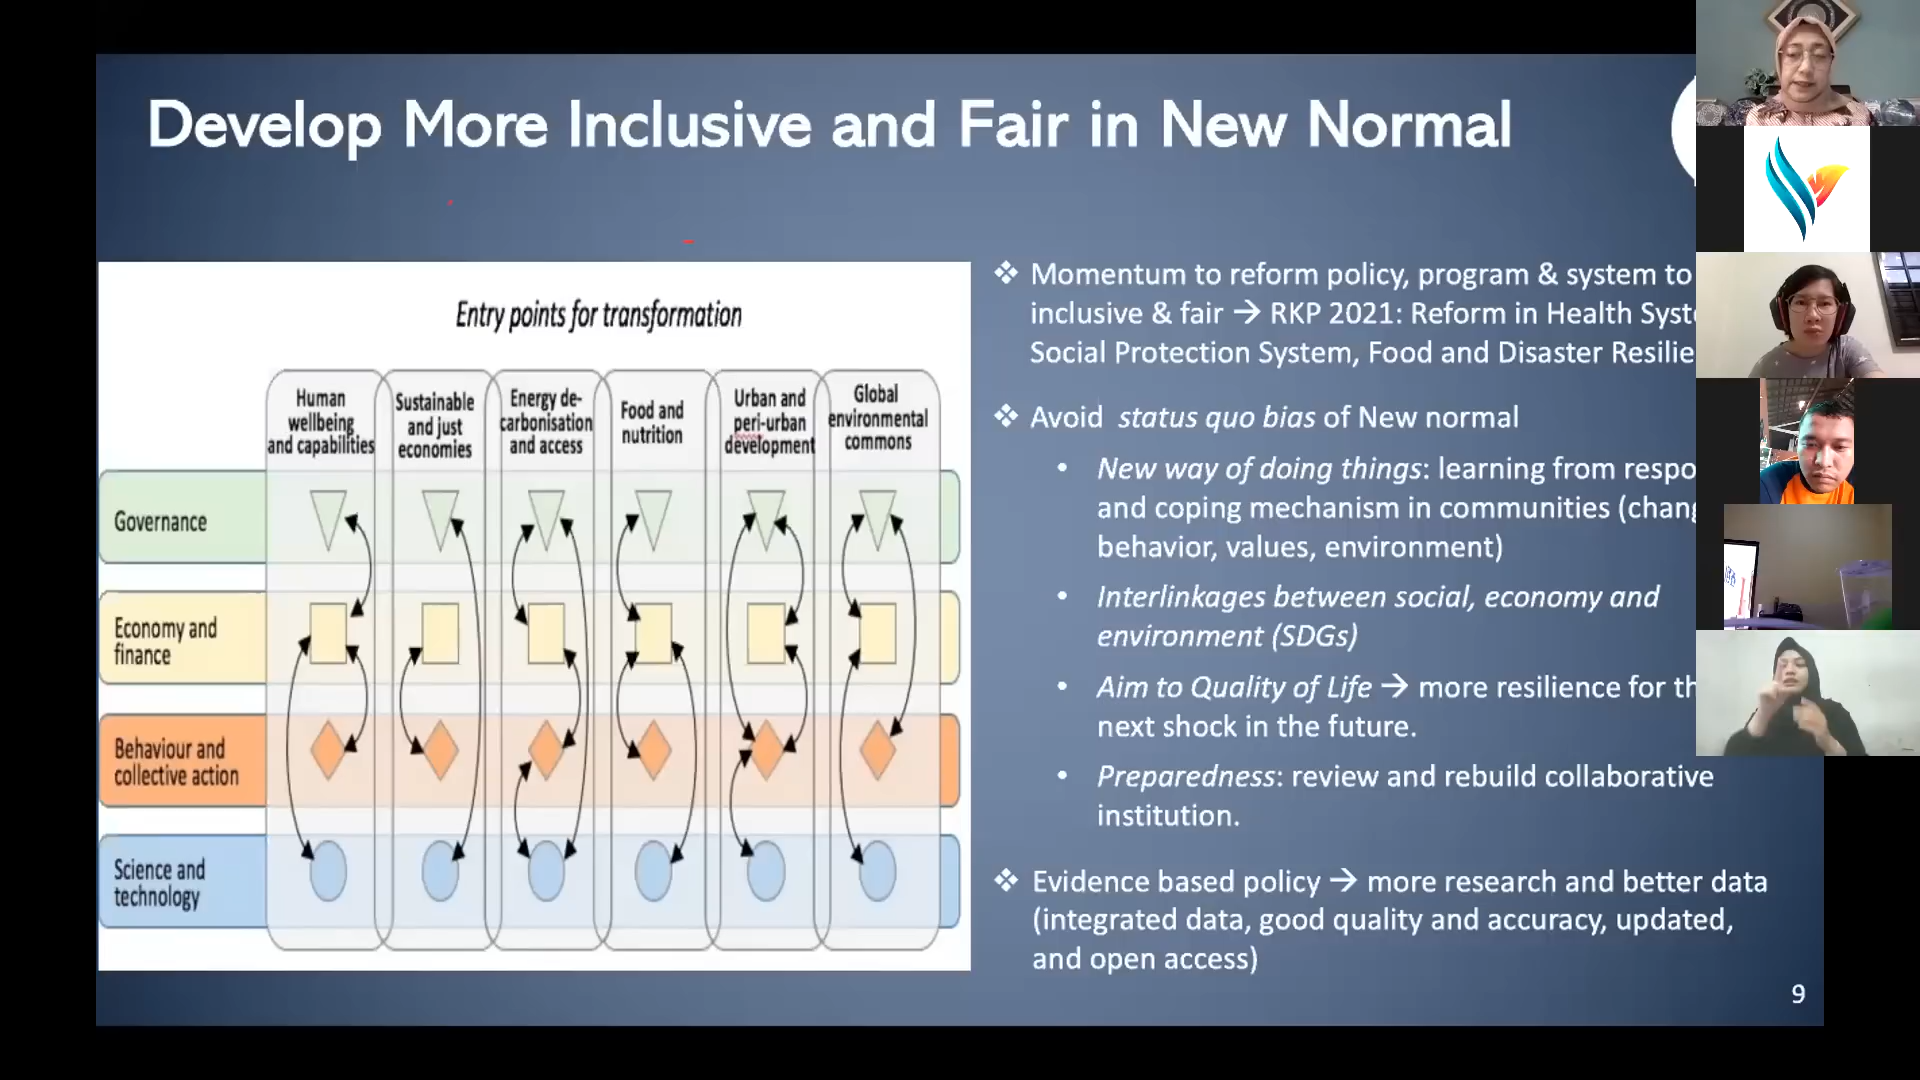 Develop More Inclusive and Fair in New Normal
Entry points for transformation
Human
wellbeing
and capabilities
Sustainable
and just
economies
Energy de-
carbonisation
and access
Food and
nutrition
Urban and
peri-urban
development
Global
environmental
commons
Governance
Economy and
finance
Behaviour and
collective action
Science and
technology
❖ Momentum to reform policy, program & system to
inclusive & fair → RKP 2021: Reform in Health
Social Protection System, Food and Disaster
❖ Avoid status quo bias of New normal
• New way of doing things: learning from
and coping mechanism in communities
behavior, values, environment)
• Interlinkages between social, economy and
environment (SDGs)
• Aim to Quality of Life → more resilience for
next shock in the future.
• Preparedness: review and rebuild collaborative
institution.
❖ Evidence based policy → more research and better data
(integrated data, good quality and accuracy, updated,
and open access)
9